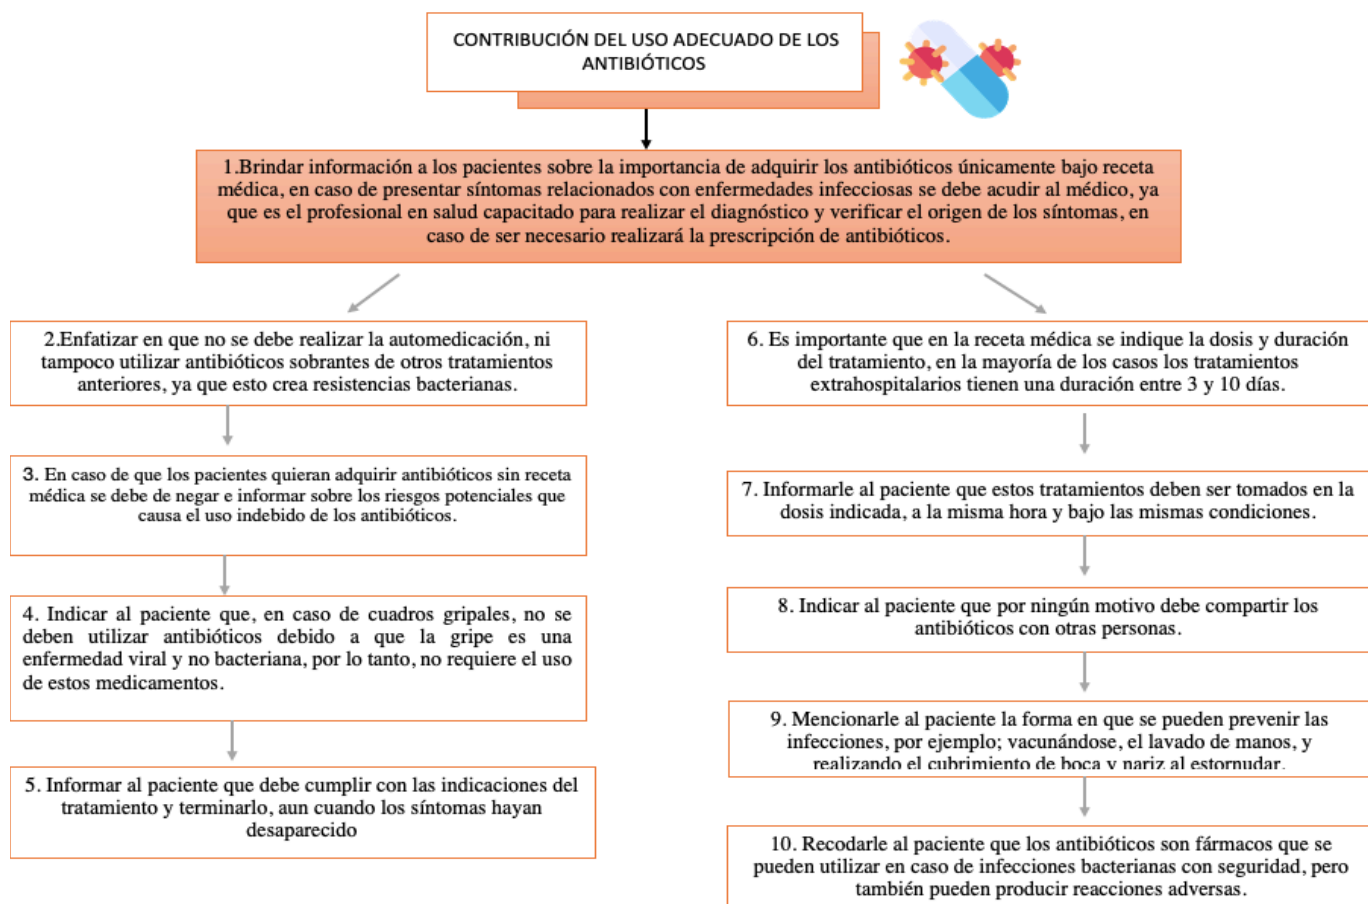 CONTRIBUCIÓN DEL USO ADECUADO DE LOS
ANTIBIÓTICOS
1.Brindar información a los pacientes sobre la importancia de adquirir los antibióticos únicamente bajo receta
médica, en caso de presentar síntomas relacionados con enfermedades infecciosas se debe acudir al médico, ya
que es el profesional en salud capacitado para realizar el diagnóstico y verificar el origen de los síntomas, en
caso de ser necesario realizará la prescripción de antibióticos.
2.Enfatizar en que no se debe realizar la automedicación, ni
tampoco utilizar antibióticos sobrantes de otros tratamientos
anteriores, ya que esto crea resistencias bacterianas.
3. En caso de que los pacientes quieran adquirir antibióticos sin receta
médica se debe de negar e informar sobre los riesgos potenciales que
causa el uso indebido de los antibióticos.
4. Indicar al paciente que, en caso de cuadros gripales, no se
deben utilizar antibióticos debido a que la gripe es una
enfermedad viral y no bacteriana, por lo tanto, no requiere el uso
de estos medicamentos.
5. Informar al paciente que debe cumplir con las indicaciones del
tratamiento y terminarlo, aun cuando los síntomas hayan
desaparecido
6. Es importante que en la receta médica se indique la dosis y duración
del tratamiento, en la mayoría de los casos los tratamientos
extrahospitalarios tienen una duración entre 3 y 10 días.
7. Informarle al paciente que estos tratamientos deben ser tomados en la
dosis indicada, a la misma hora y bajo las mismas condiciones.
8. Indicar al paciente que por ningún motivo debe compartir los
antibióticos con otras personas.
9. Mencionarle al paciente la forma en que se pueden prevenir las
infecciones, por ejemplo; vacunándose, el lavado de manos, y
realizando el cubrimiento de boca y nariz al estornudar.
10. Recodarle al paciente que los antibióticos son fármacos que se
pueden utilizar en caso de infecciones bacterianas con seguridad, pero
también pueden producir reacciones adversas.